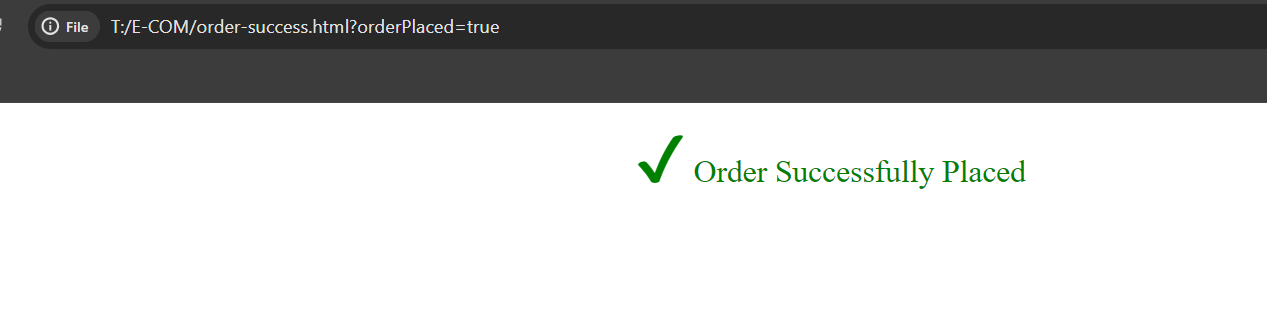 File T:/E-COM/order-success.html?orderPlaced=true
✓ Order Successfully Placed